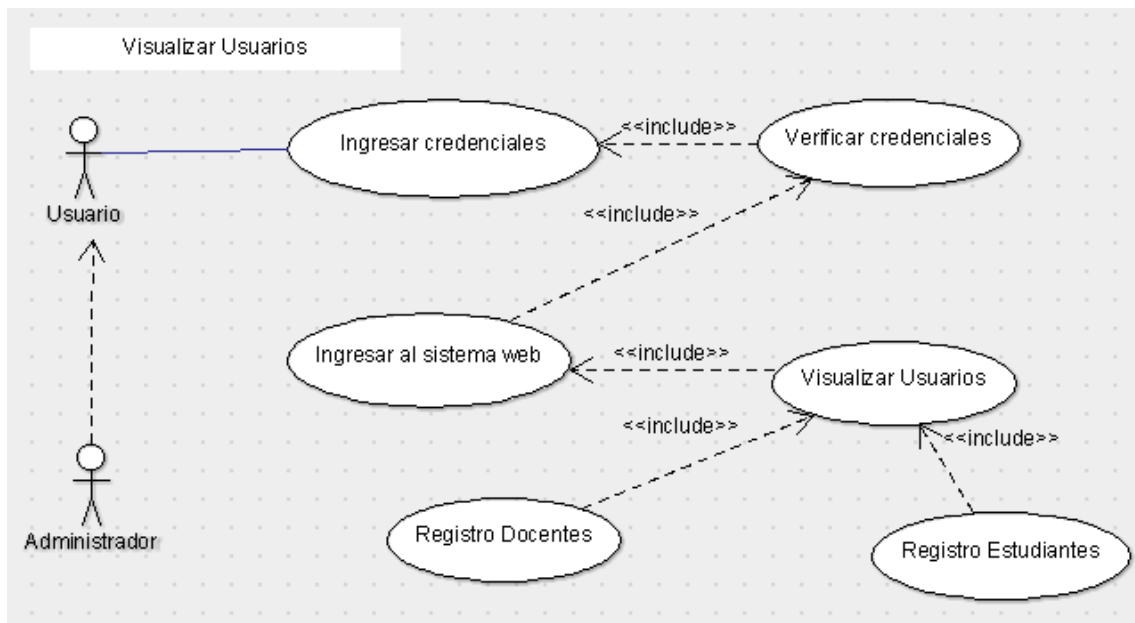 Visualizar Usuarios
Ingresar credenciales
<<include>>
Verificar credenciales
Usuario
<<include>>
Ingresar al sistema web
<<include>>
Visualizar Usuarios
<<include>>
<<include>>
Administrador
Registro Docentes
Registro Estudiantes